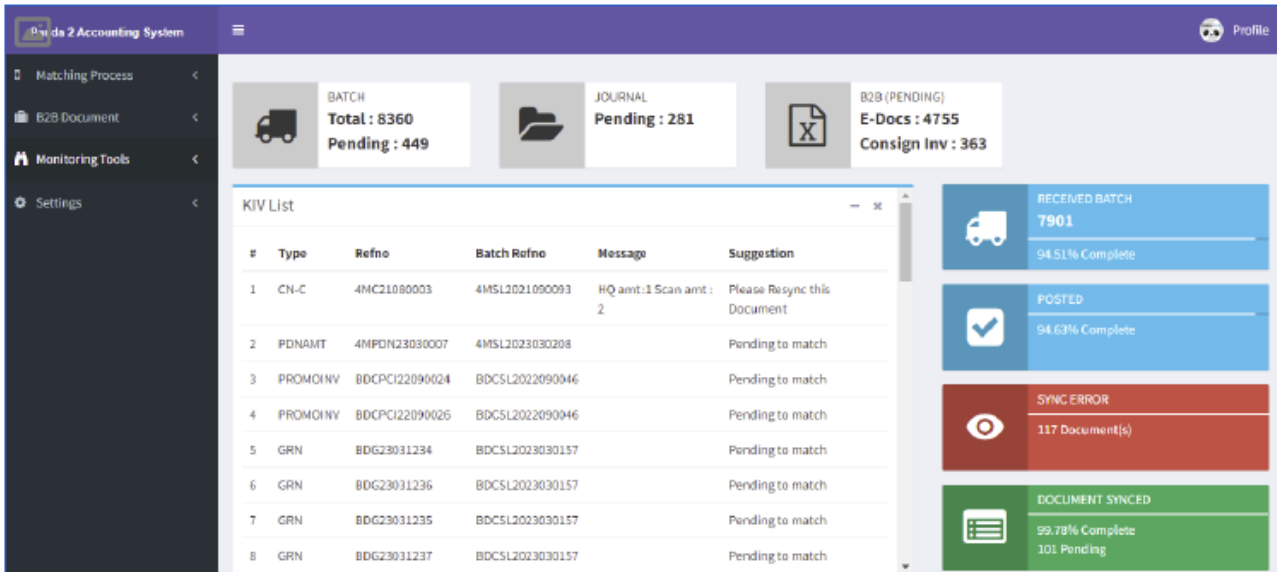 Panda 2 Accounting System
Profile
Matching Process
B2B Document
Monitoring Tools
Settings
BATCH
Total : 8360
Pending : 449
JOURNAL
Pending : 281
B2B (PENDING)
E-Docs : 4755
Consign Inv : 363
KIV List
# Type Refno Batch Refno Message Suggestion
1 CN-C 4MC21080003 4MSL2021090093 HQ amt :1 Scan amt : Please Resync this
2 Document
2 PDNAMT 4MPDN23030007 4MSL2023030208 Pending to match
3 PROMOINV BDCPCI22090024 BDCSL2022090046 Pending to match
4 PROMOINV BDCPCI22090026 BDCSL2022090046 Pending to match
5 GRN BDG23031234 BDCSL2023030157 Pending to match
6 GRN BDG23031236 BDCSL2023030157 Pending to match
7 GRN BDG23031235 BDCSL2023030157 Pending to match
8 GRN BDG23031237 BDCSL2023030157 Pending to match
RECEIVED BATCH
7901
94.51% Complete
POSTED
94.63% Complete
SYNC ERROR
117 Document(s)
DOCUMENT SYNCED
99.78% Complete
101 Pending